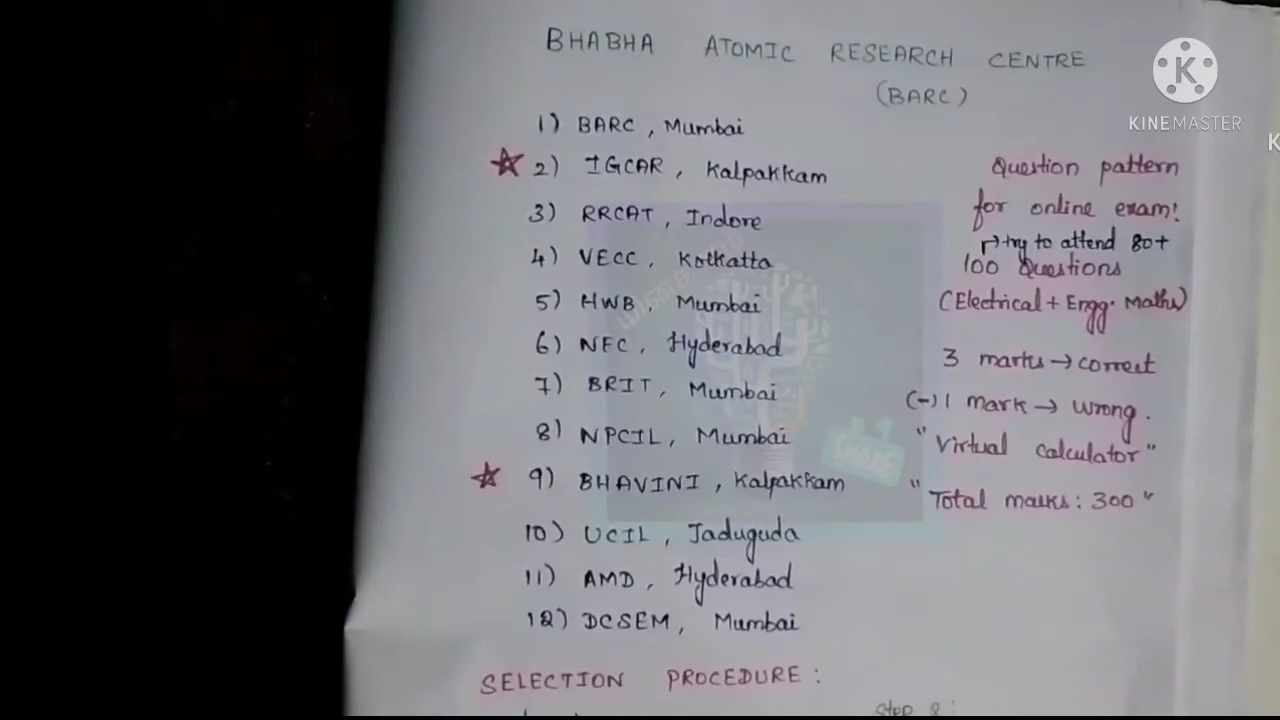 BHABHA ATOMIC RESEARCH CENTRE
(BARC)
1) BARC, Mumbai
2) IGCAR, Kalpakkam
3) RRCAT, Indore
4) VECC, Kolkatta
5) HWB, Mumbai
6) NFC, Hyderabad
7) BRIT, Mumbai
8) NPCIL, Mumbai
9) BHAVINI, Kalpakkam
10) UCIL, Jaduguda
11) AMD, Hyderabad
12) DCSEM, Mumbai
Question pattern
for online exam!
→try to attend 80+
100 Questions
(Electrical + Engg. Maths)
3 marks → correct
(-) 1 mark → wrong.
"Virtual calculator"
"Total marks: 300"
SELECTION PROCEDURE:
K
KINEMASTER
K
SHARE